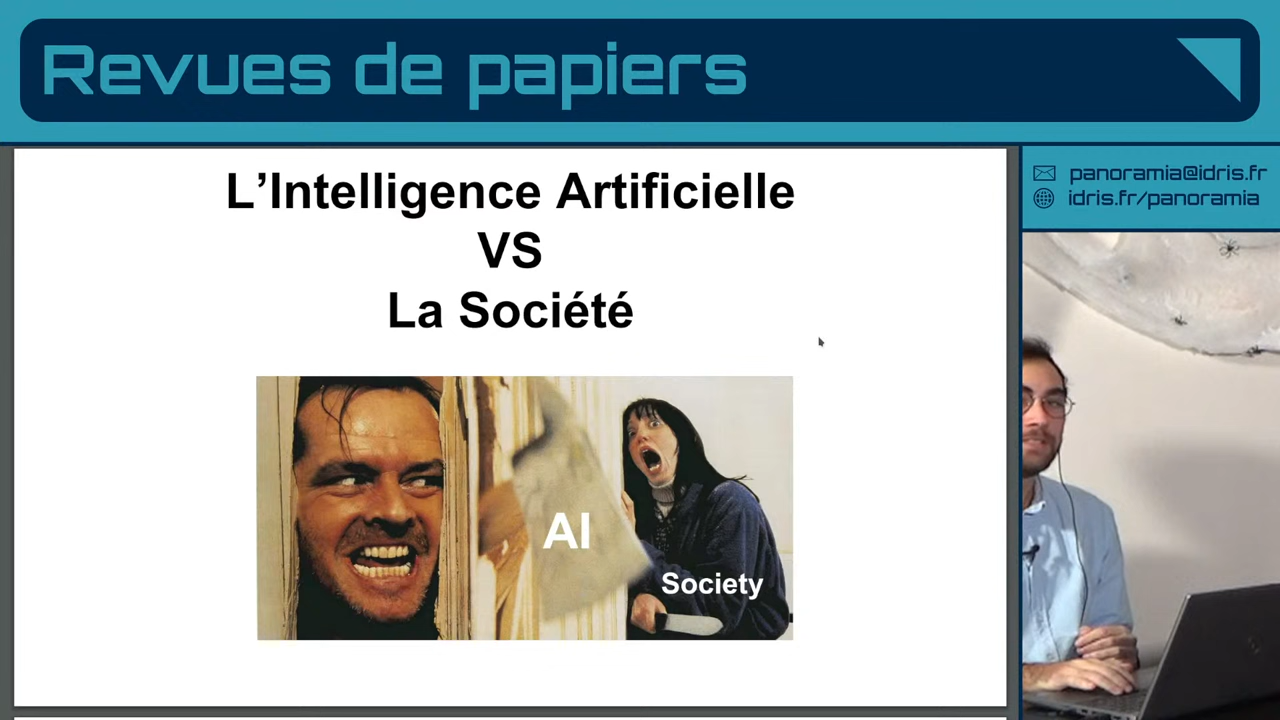 Revues de papiers
panoramia@idris.fr
idris.fr/panoramia
L’Intelligence Artificielle
VS
La Société
AI
Society